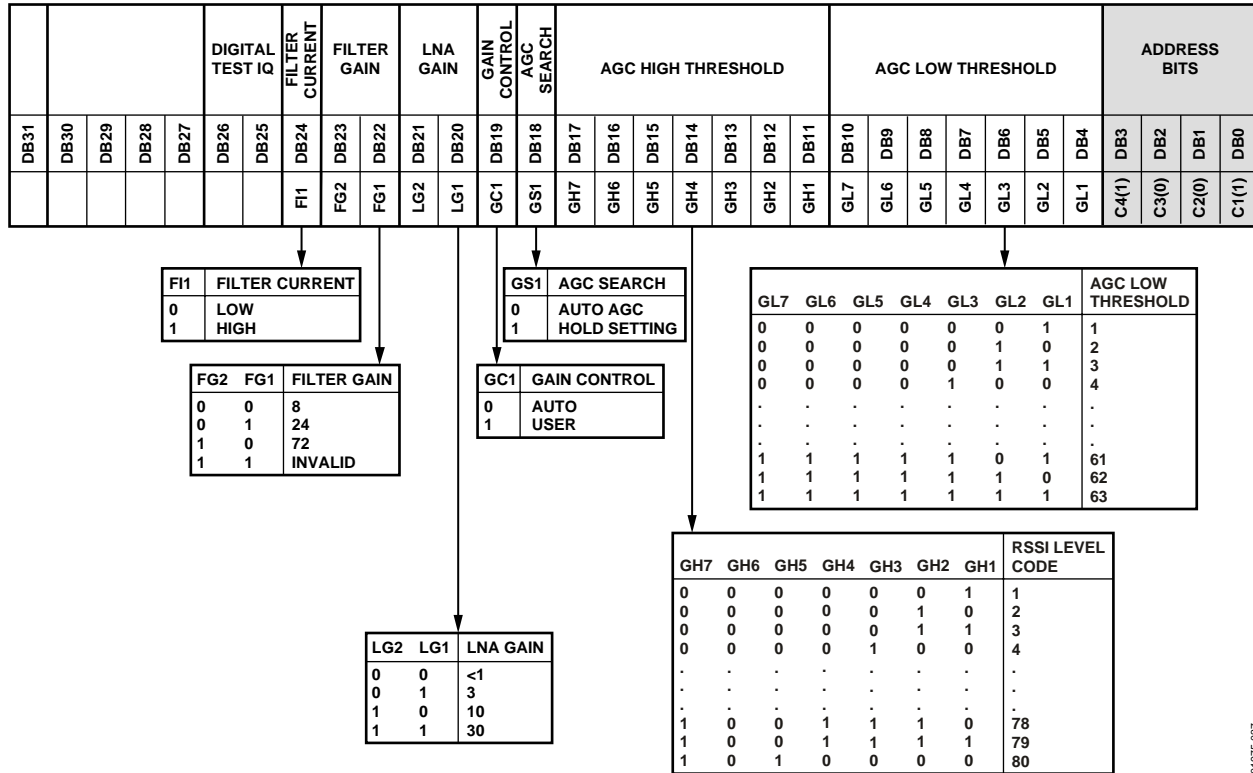 DIGITAL TEST IQ
FILTER CURRENT
FILTER GAIN
LNA GAIN
GAIN CONTROL
AGC SEARCH
AGC HIGH THRESHOLD
AGC LOW THRESHOLD
ADDRESS BITS
DB31 DB30 DB29 DB28 DB27 DB26 DB25 DB24 DB23 DB22 DB21 DB20 DB19 DB18 DB17 DB16 DB15 DB14 DB13 DB12 DB11 DB10 DB9 DB8 DB7 DB6 DB5 DB4 DB3 DB2 DB1 DB0
FI1 FG2 FG1 LG2 LG1 GC1 GS1 GH7 GH6 GH5 GH4 GH3 GH2 GH1 GL7 GL6 GL5 GL4 GL3 GL2 GL1 C4(1) C3(0) C2(0) C1(1)
FI1 FILTER CURRENT
0 LOW
1 HIGH
GS1 AGC SEARCH
0 AUTO AGC
1 HOLD SETTING
GL7 GL6 GL5 GL4 GL3 GL2 GL1 AGC LOW THRESHOLD
0 0 0 0 0 0 1 1
0 0 0 0 0 1 0 2
0 0 0 0 0 1 1 3
0 0 0 0 1 0 0 4
. . . . . . . .
. . . . . . . .
. . . . . . . .
1 1 1 1 1 0 1 61
1 1 1 1 1 1 0 62
1 1 1 1 1 1 1 63
FG2 FG1 FILTER GAIN
0 0 8
0 1 24
1 0 72
1 1 INVALID
GC1 GAIN CONTROL
0 AUTO
1 USER
GH7 GH6 GH5 GH4 GH3 GH2 GH1 RSSI LEVEL CODE
0 0 0 0 0 0 1 1
0 0 0 0 0 1 0 2
0 0 0 0 0 1 1 3
0 0 0 0 1 0 0 4
. . . . . . . .
. . . . . . . .
. . . . . . . .
1 0 0 1 1 1 0 78
1 0 0 1 1 1 1 79
1 0 1 0 0 0 0 80
LG2 LG1 LNA GAIN
0 0 <1
0 1 3
1 0 10
1 1 30